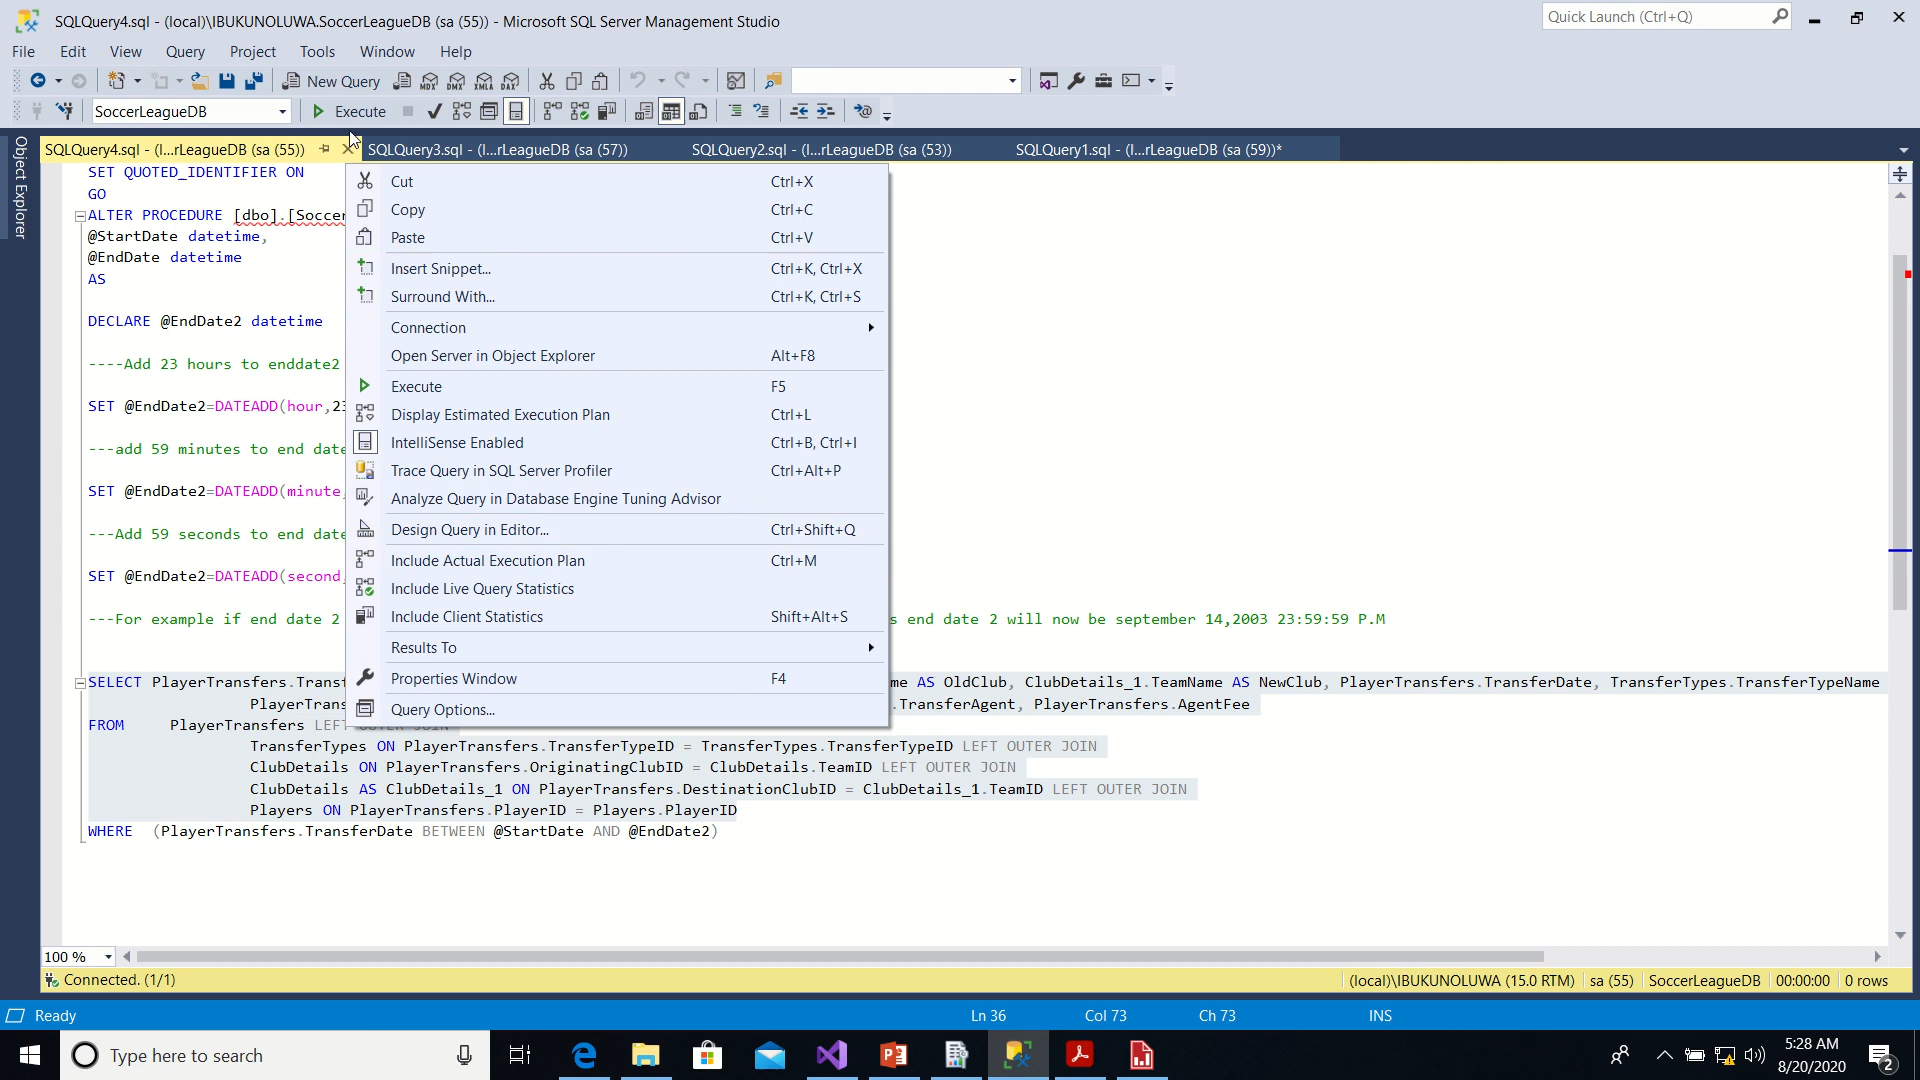 SQLQuery4.sql - (local)\IBUKUNOLUWA.SoccerLeagueDB (sa (55)) - Microsoft SQL Server Management Studio
Quick Launch (Ctrl+Q)
File Edit View Query Project Tools Window Help
New Query MDX DMX XMLA DAX
SoccerLeagueDB Execute
Object Explorer
SQLQuery4.sql - (l...rLeagueDB (sa (55)) SQLQuery3.sql - (l...rLeagueDB (sa (57)) SQLQuery2.sql - (l...rLeagueDB (sa (53)) SQLQuery1.sql - (l...rLeagueDB (sa (59))*
SET QUOTED_IDENTIFIER ON
GO
ALTER PROCEDURE [dbo].[Soccer
@StartDate datetime,
@EndDate datetime
AS
DECLARE @EndDate2 datetime
----Add 23 hours to enddate2
SET @EndDate2=DATEADD(hour,23
---add 59 minutes to end date
SET @EndDate2=DATEADD(minute,
---Add 59 seconds to end date
SET @EndDate2=DATEADD(second,
---For example if end date 2 s end date 2 will now be september 14,2003 23:59:59 P.M
SELECT PlayerTransfers.Transf me AS OldClub, ClubDetails_1.TeamName AS NewClub, PlayerTransfers.TransferDate, TransferTypes.TransferTypeName
PlayerTrans .TransferAgent, PlayerTransfers.AgentFee
FROM PlayerTransfers LEFT OUTER JOIN
TransferTypes ON PlayerTransfers.TransferTypeID = TransferTypes.TransferTypeID LEFT OUTER JOIN
ClubDetails ON PlayerTransfers.OriginatingClubID = ClubDetails.TeamID LEFT OUTER JOIN
ClubDetails AS ClubDetails_1 ON PlayerTransfers.DestinationClubID = ClubDetails_1.TeamID LEFT OUTER JOIN
Players ON PlayerTransfers.PlayerID = Players.PlayerID
WHERE (PlayerTransfers.TransferDate BETWEEN @StartDate AND @EndDate2)
Cut Ctrl+X
Copy Ctrl+C
Paste Ctrl+V
Insert Snippet... Ctrl+K, Ctrl+X
Surround With... Ctrl+K, Ctrl+S
Connection
Open Server in Object Explorer Alt+F8
Execute F5
Display Estimated Execution Plan Ctrl+L
IntelliSense Enabled Ctrl+B, Ctrl+I
Trace Query in SQL Server Profiler Ctrl+Alt+P
Analyze Query in Database Engine Tuning Advisor
Design Query in Editor... Ctrl+Shift+Q
Include Actual Execution Plan Ctrl+M
Include Live Query Statistics
Include Client Statistics Shift+Alt+S
Results To
Properties Window F4
Query Options...
100 %
Connected. (1/1) (local)\IBUKUNOLUWA (15.0 RTM) sa (55) SoccerLeagueDB 00:00:00 0 rows
Ready Ln 36 Col 73 Ch 73 INS
Type here to search
5:28 AM
8/20/2020
2